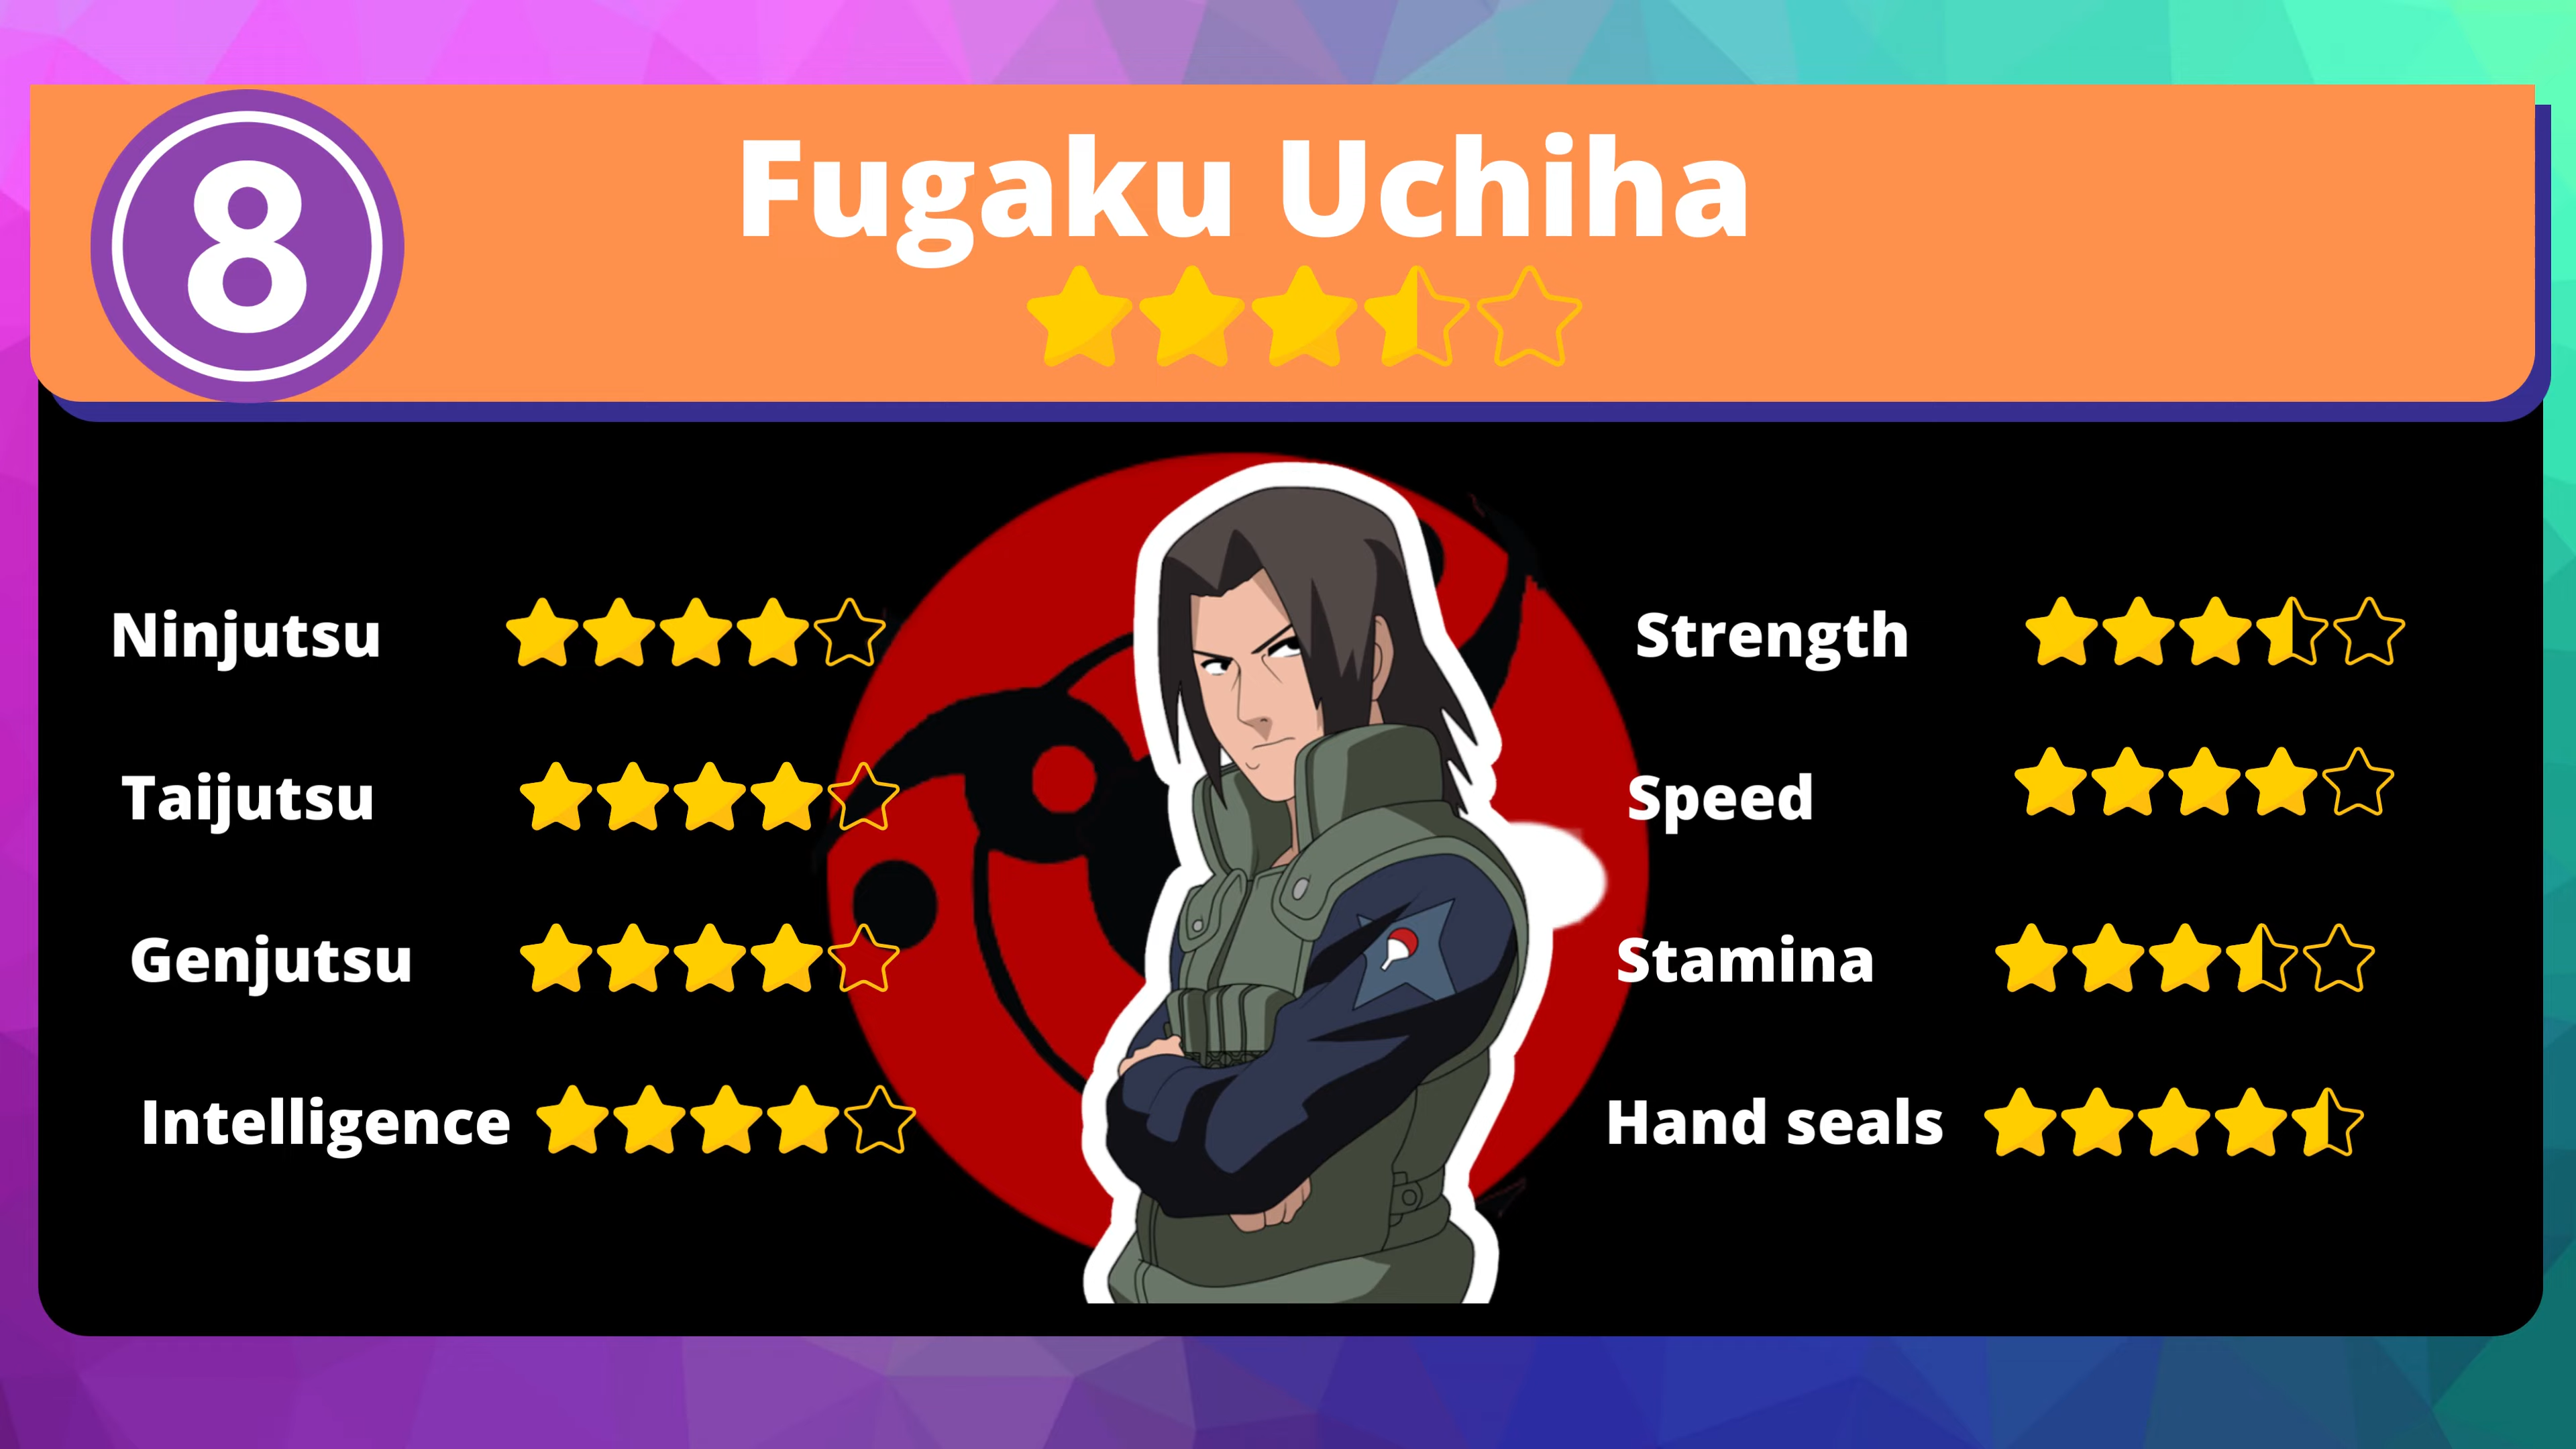 8
Fugaku Uchiha
Ninjutsu
Taijutsu
Genjutsu
Intelligence
Strength
Speed
Stamina
Hand seals